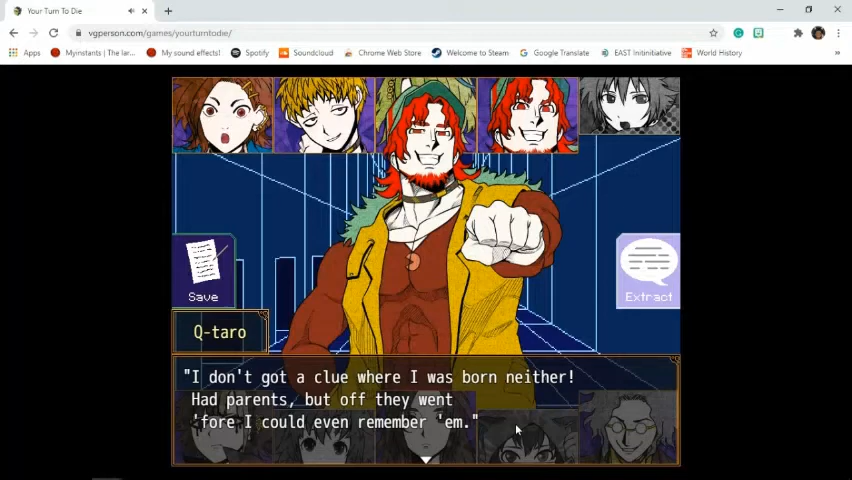 Your Turn To Die
vgperson.com/games/yourturntodie/
Apps
Myinstants | The lar...
My sound effects!
Spotify
Soundcloud
Chrome Web Store
Welcome to Steam
Google Translate
EAST Initinitiative
World History
Save
Extract
Q-taro
"I don't got a clue where I was born neither!
Had parents, but off they went
'fore I could even remember 'em."